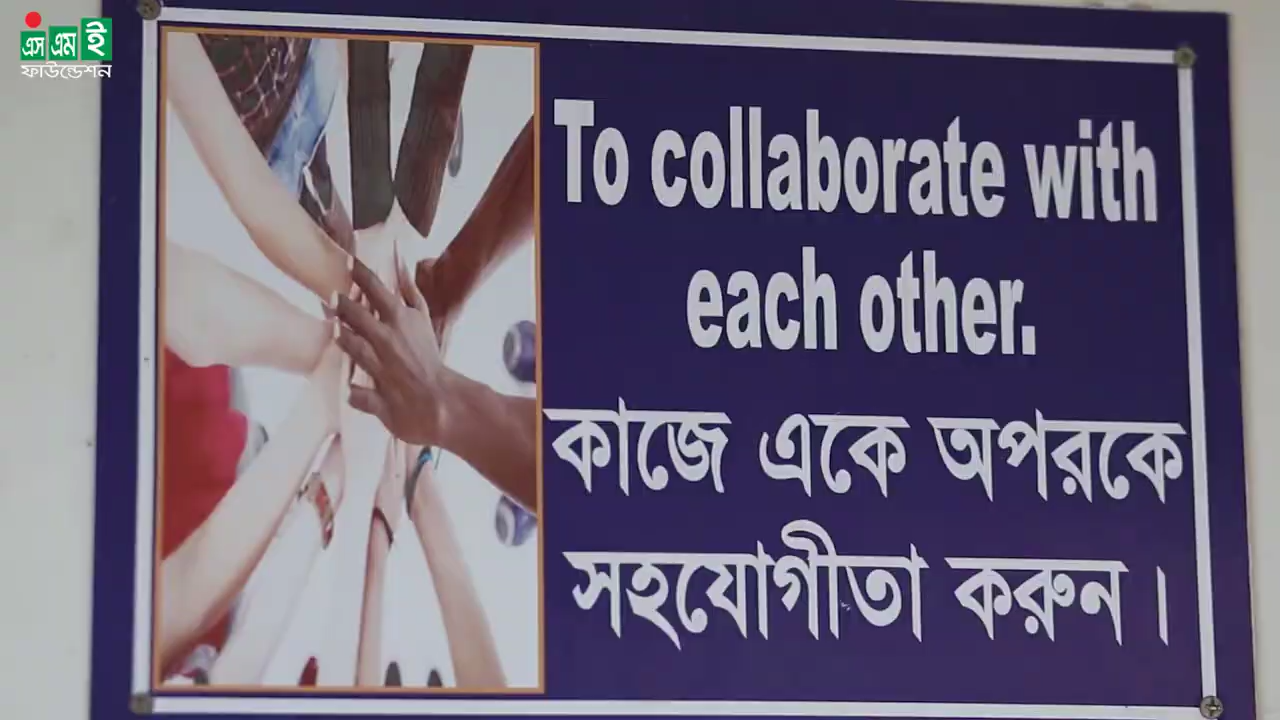 এস এম ই
ফাউন্ডেশন
To collaborate with
each other.
কাজে একে অপরকে
সহযোগীতা করুন।